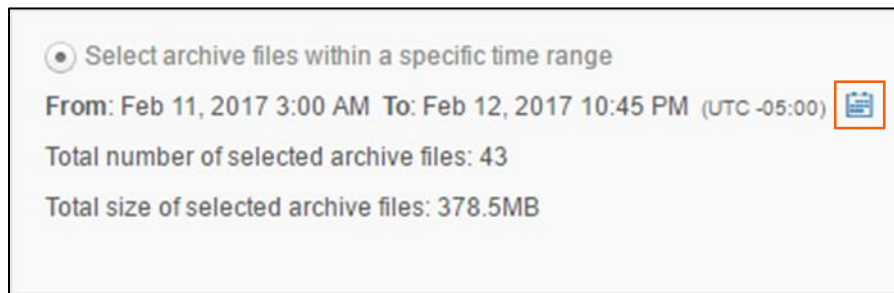 Select archive files within a specific time range
From: Feb 11, 2017 3:00 AM To: Feb 12, 2017 10:45 PM (UTC -05:00)
Total number of selected archive files: 43
Total size of selected archive files: 378.5MB